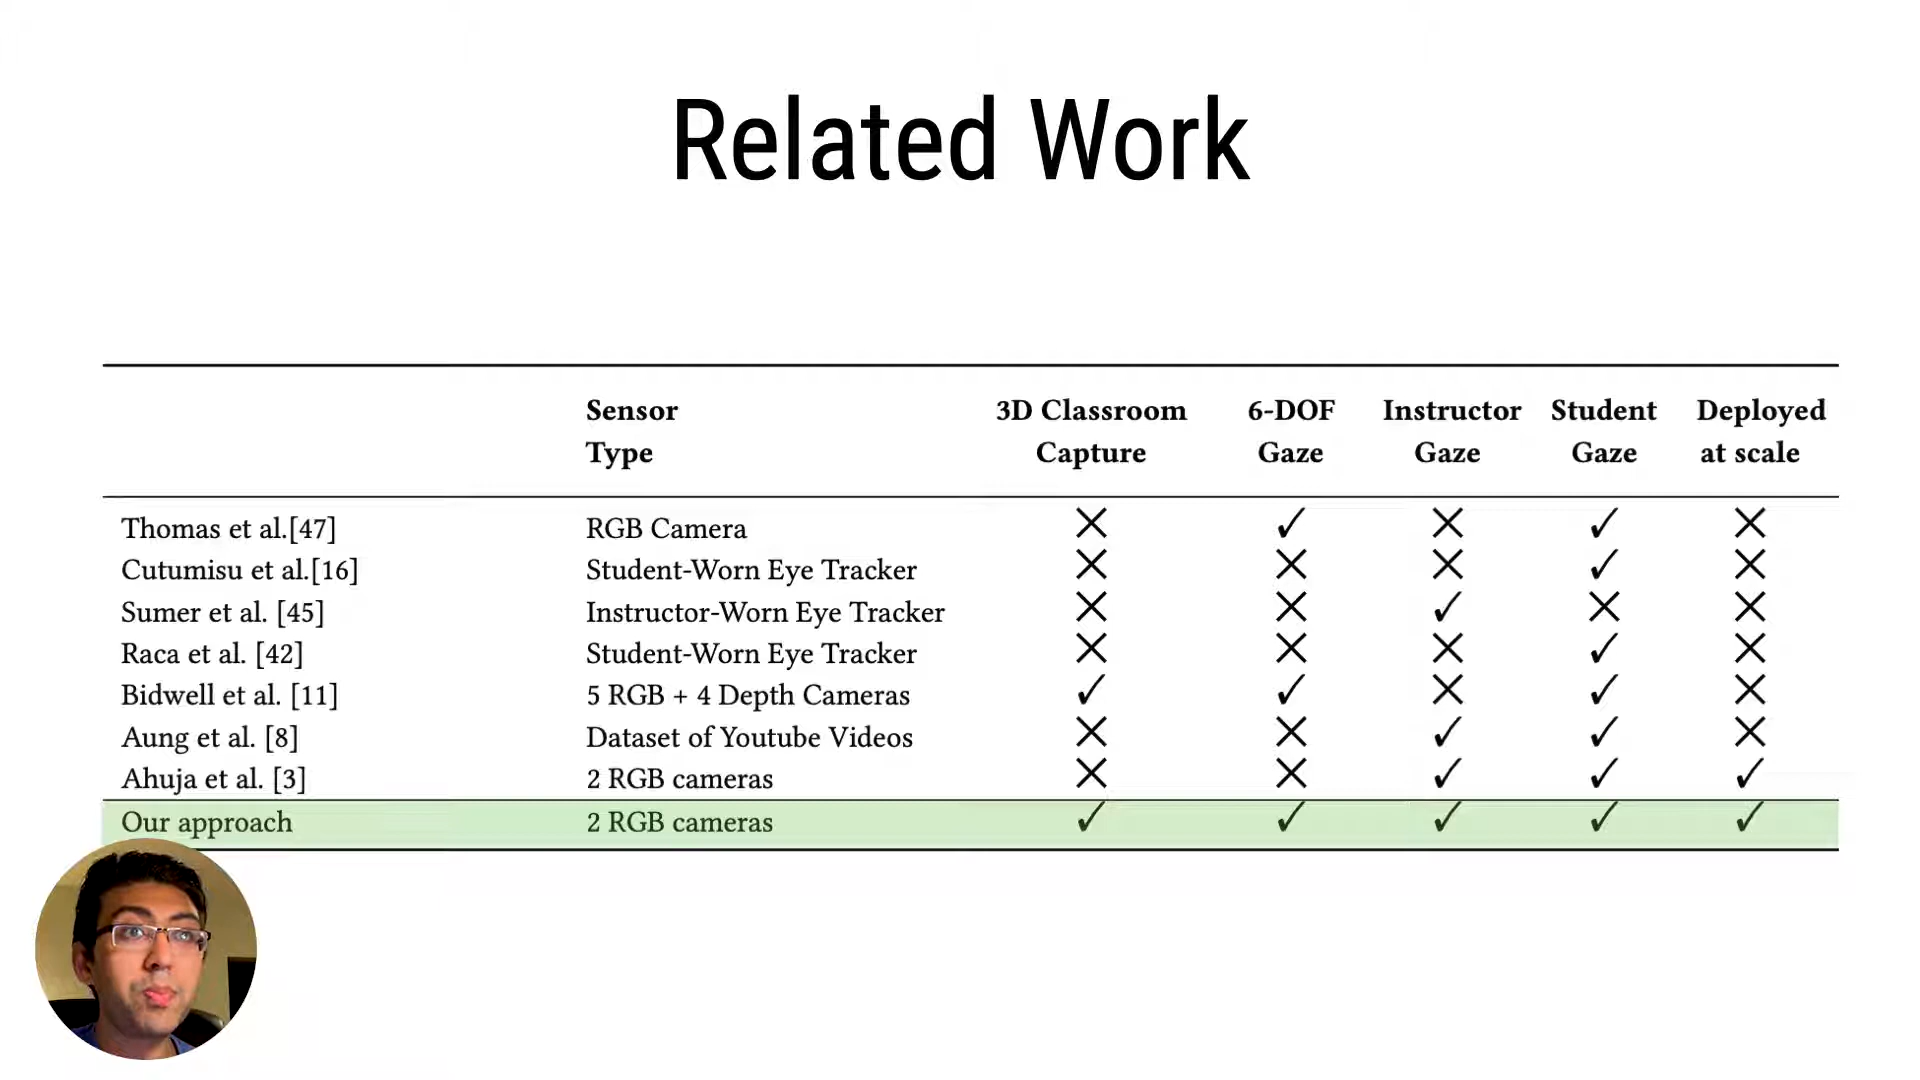 Related Work
Sensor Type 3D Classroom Capture 6-DOF Gaze Instructor Gaze Student Gaze Deployed at scale
Thomas et al.[47] RGB Camera ✕ ✓ ✕ ✓ ✕
Cutumisu et al.[16] Student-Worn Eye Tracker ✕ ✕ ✕ ✓ ✕
Sumer et al. [45] Instructor-Worn Eye Tracker ✕ ✕ ✓ ✕ ✕
Raca et al. [42] Student-Worn Eye Tracker ✕ ✕ ✕ ✓ ✕
Bidwell et al. [11] 5 RGB + 4 Depth Cameras ✓ ✓ ✕ ✓ ✕
Aung et al. [8] Dataset of Youtube Videos ✕ ✕ ✓ ✓ ✕
Ahuja et al. [3] 2 RGB cameras ✕ ✕ ✓ ✓ ✓
Our approach 2 RGB cameras ✓ ✓ ✓ ✓ ✓